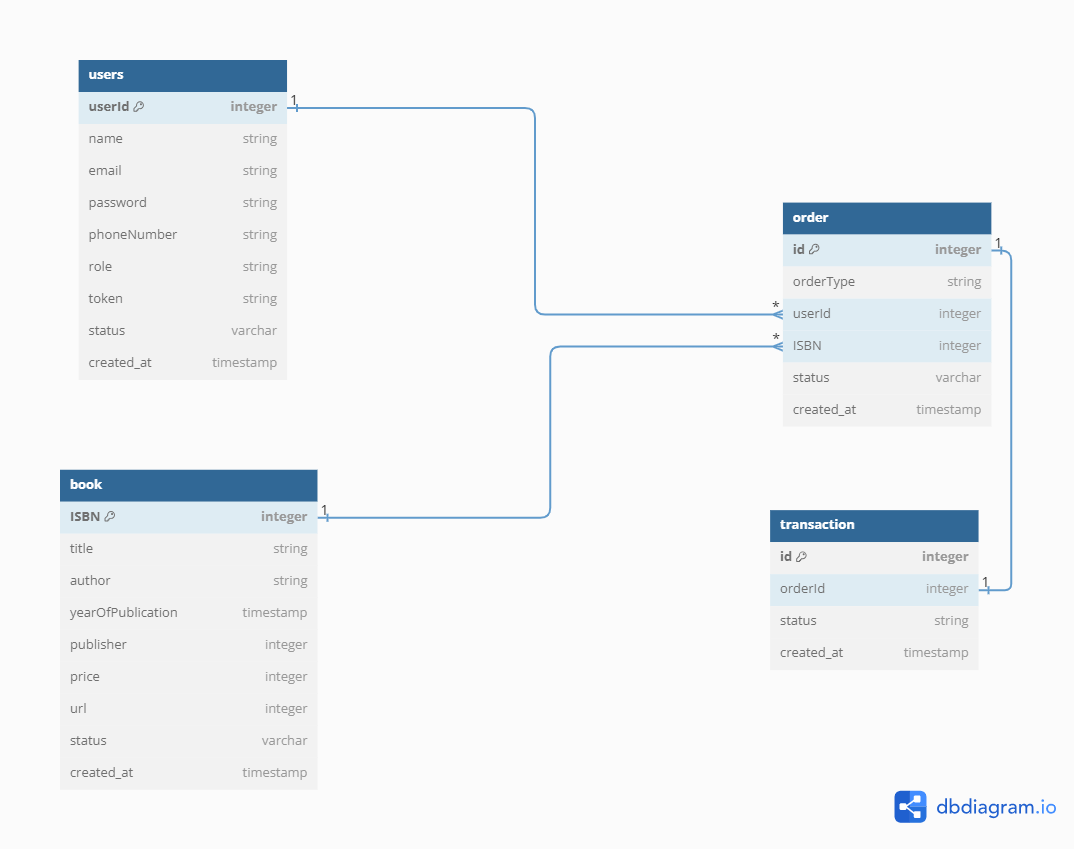 users
userId integer
name string
email string
password string
phoneNumber string
role string
token string
status varchar
created_at timestamp
1
order
id integer
orderType string
userId integer
ISBN integer
status varchar
created_at timestamp
1
*
*
book
ISBN integer
title string
author string
yearOfPublication timestamp
publisher integer
price integer
url integer
status varchar
created_at timestamp
1
transaction
id integer
orderId integer
status string
created_at timestamp
1
dbdiagram.io